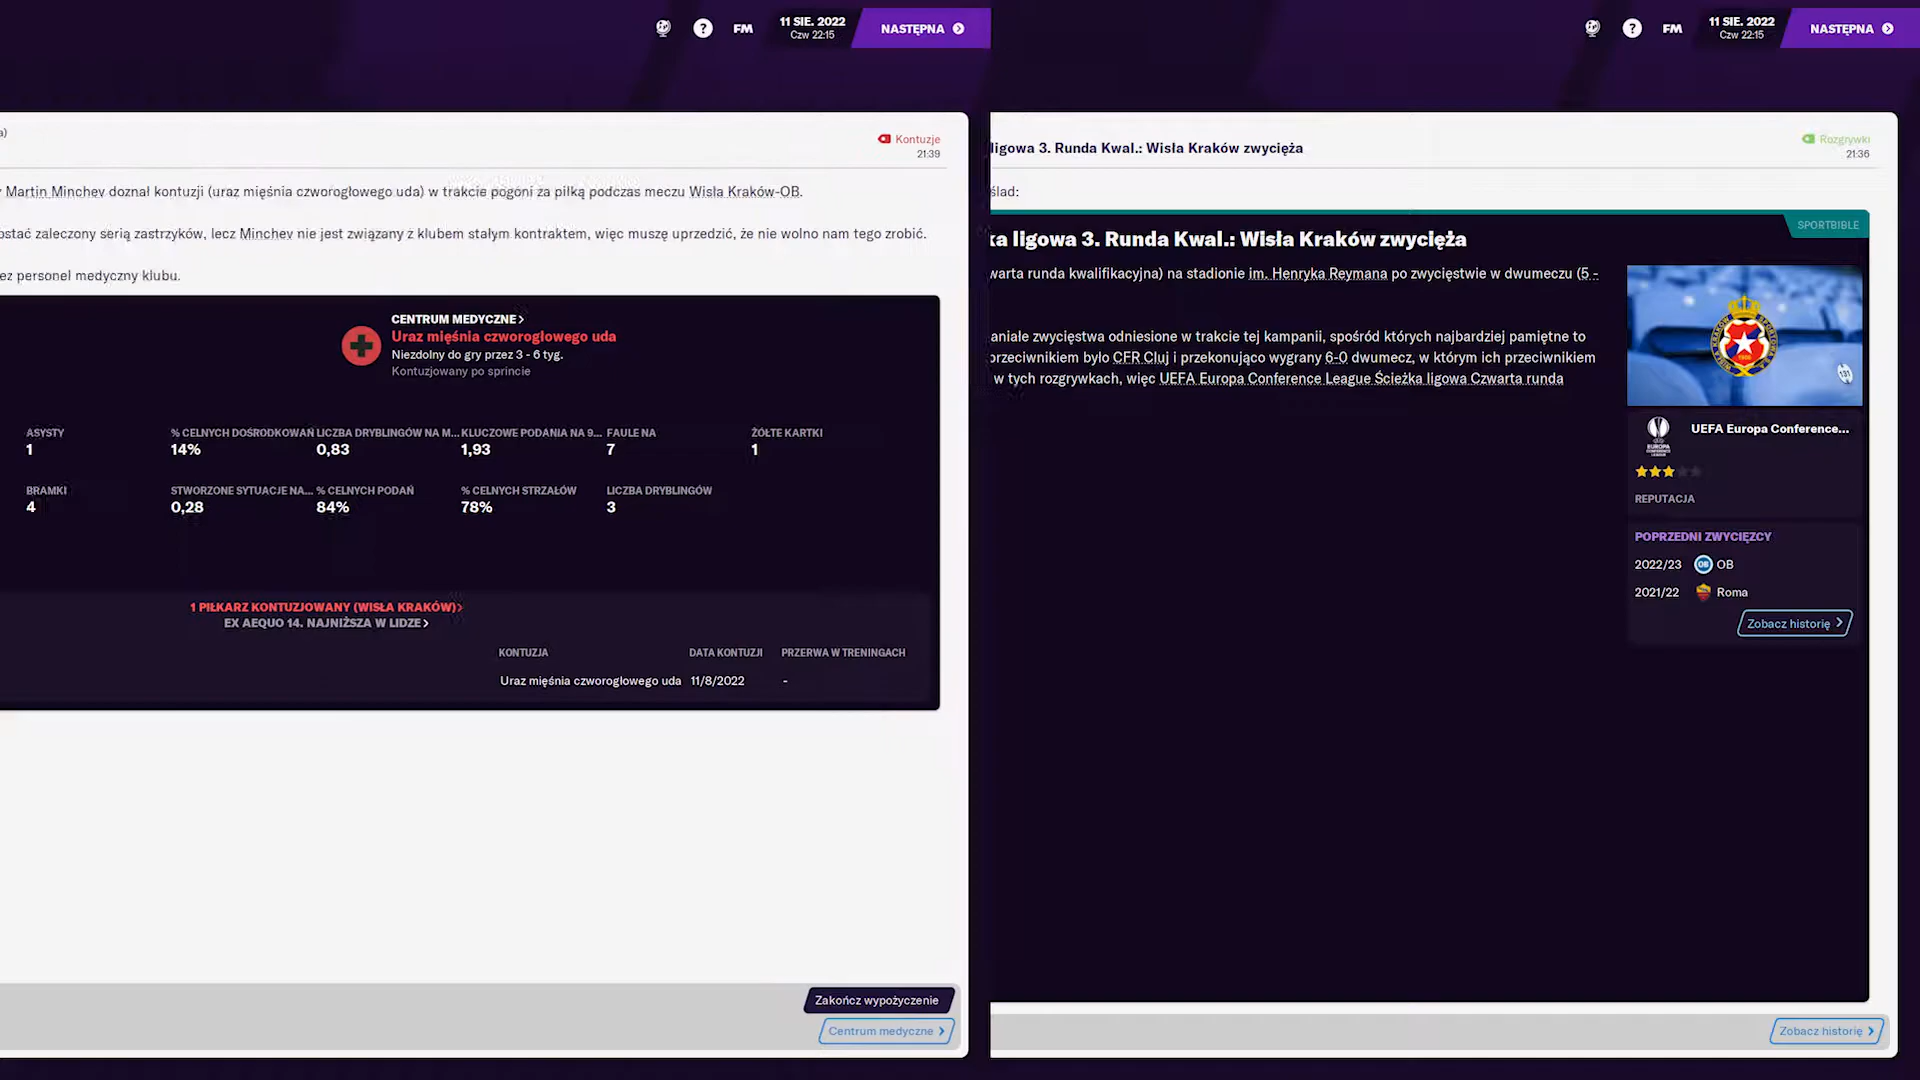 FM
11 SIE. 2022
Czw 22:15
NASTĘPNA
a)
Kontuzje
21:39
Martin Minchev doznał kontuzji (uraz mięśnia czworogłowego uda) w trakcie pogoni za piłką podczas meczu Wisła Kraków-OB.
ostać zaleczony serią zastrzyków, lecz Minchev nie jest związany z klubem stałym kontraktem, więc muszę uprzedzić, że nie wolno nam tego zrobić.
ez personel medyczny klubu.
CENTRUM MEDYCZNE
Uraz mięśnia czworogłowego uda
Niezdolny do gry przez 3 - 6 tyg.
Kontuzjowany po sprincie
ASYSTY % CELNYCH DOŚRODKOWAŃ LICZBA DRYBLINGÓW NA M... KLUCZOWE PODANIA NA 9... FAULE NA ŻÓŁTE KARTKI
1 14% 0,83 1,93 7 1
BRAMKI STWORZONE SYTUACJE NA... % CELNYCH PODAŃ % CELNYCH STRZAŁÓW LICZBA DRYBLINGÓW
4 0,28 84% 78% 3
1 PIŁKARZ KONTUZJOWANY (WISŁA KRAKÓW)
EX AEQUO 14. NAJNIŻSZA W LIDZE
KONTUZJA DATA KONTUZJI PRZERWA W TRENINGACH
Uraz mięśnia czworogłowego uda 11/8/2022 -
Zakończ wypożyczenie
Centrum medyczne
FM
11 SIE. 2022
Czw 22:15
NASTĘPNA
ligowa 3. Runda Kwal.: Wisła Kraków zwycięża
Rozgrywki
21:36
ślad:
SPORTBIBLE
ka ligowa 3. Runda Kwal.: Wisła Kraków zwycięża
warta runda kwalifikacyjna) na stadionie im. Henryka Reymana po zwycięstwie w dwumeczu (5 -
aniałe zwycięstwa odniesione w trakcie tej kampanii, spośród których najbardziej pamiętne to
przeciwnikiem było CFR Cluj i przekonująco wygrany 6-0 dwumecz, w którym ich przeciwnikiem
w tych rozgrywkach, więc UEFA Europa Conference League Ścieżka ligowa Czwarta runda
UEFA Europa Conference...
REPUTACJA
POPRZEDNI ZWYCIĘZCY
2022/23 OB
2021/22 Roma
Zobacz historię
Zobacz historię